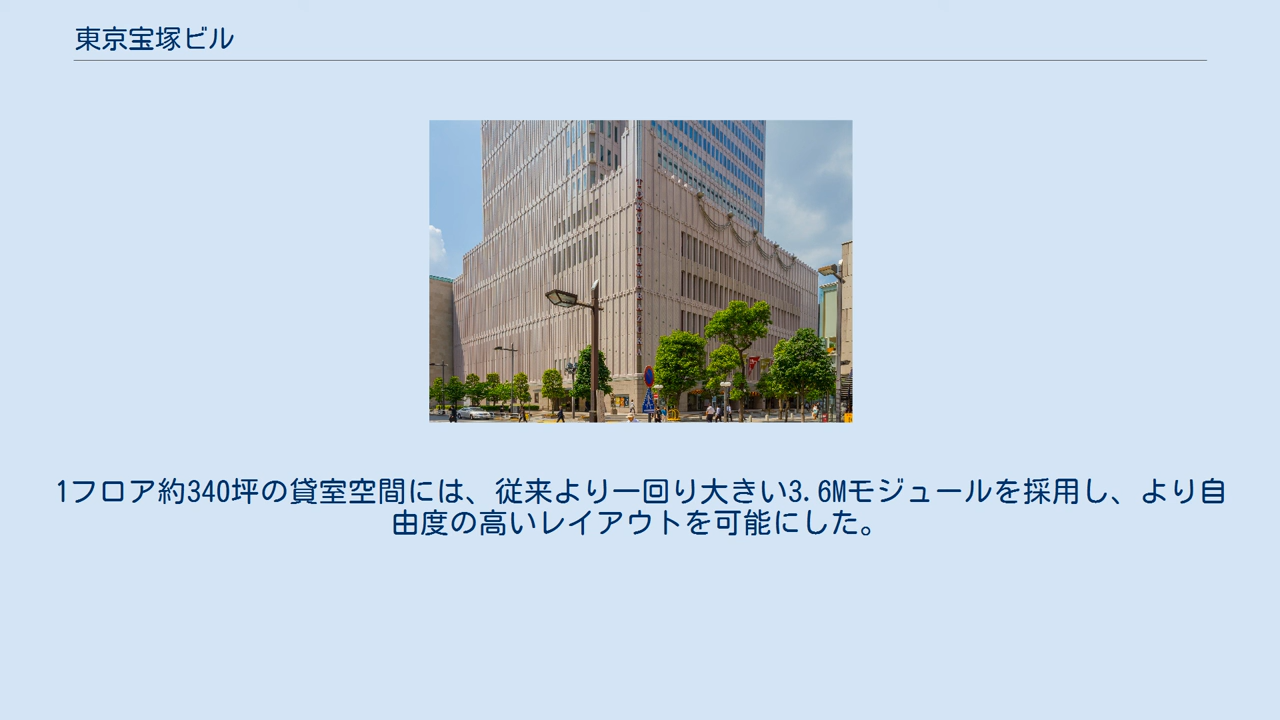 東京宝塚ビル
1フロア約340坪の貸室空間には、従来より一回り大きい3.6Mモジュールを採用し、より自
由度の高いレイアウトを可能にした。